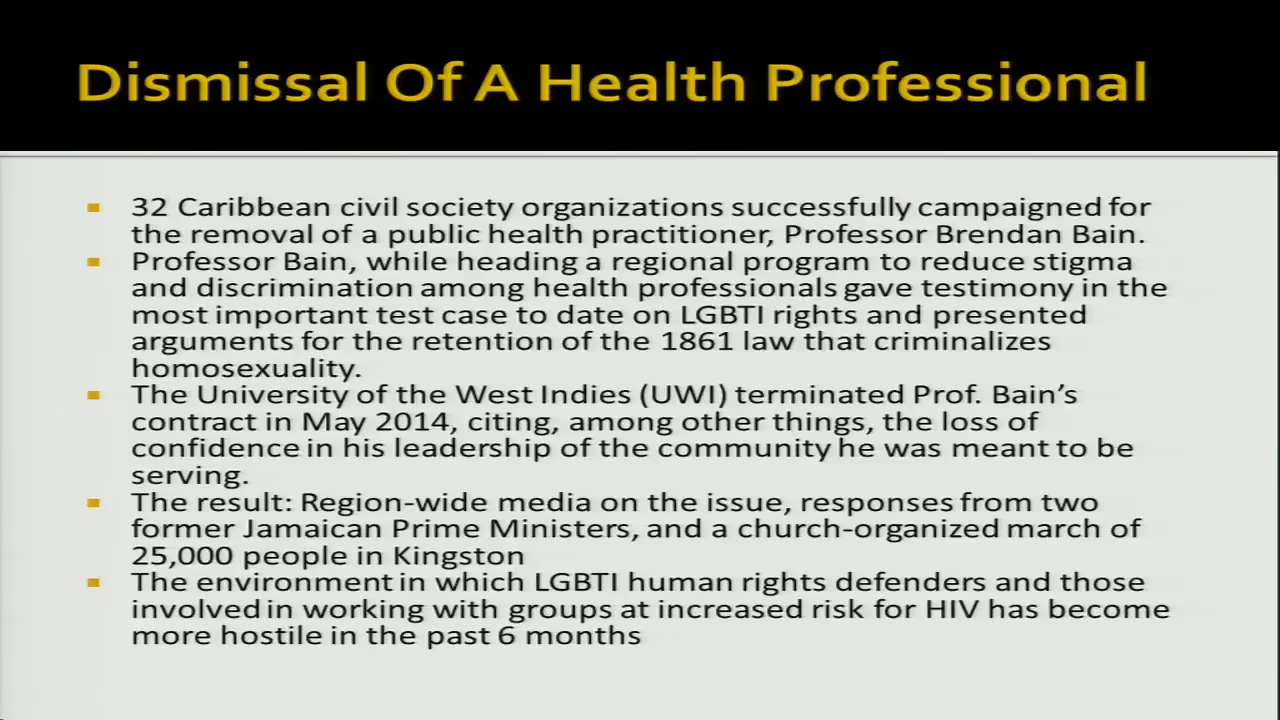 Dismissal Of A Health Professional
32 Caribbean civil society organizations successfully campaigned for
the removal of a public health practitioner, Professor Brendan Bain.
Professor Bain, while heading a regional program to reduce stigma
and discrimination among health professionals gave testimony in the
most important test case to date on LGBTI rights and presented
arguments for the retention of the 1861 law that criminalizes
homosexuality.
The University of the West Indies (UWI) terminated Prof. Bain's
contract in May 2014, citing, among other things, the loss of
confidence in his leadership of the community he was meant to be
serving.
The result: Region-wide media on the issue, responses from two
former Jamaican Prime Ministers, and a church-organized march of
25,000 people in Kingston
The environment in which LGBTI human rights defenders and those
involved in working with groups at increased risk for HIV has become
more hostile in the past 6 months